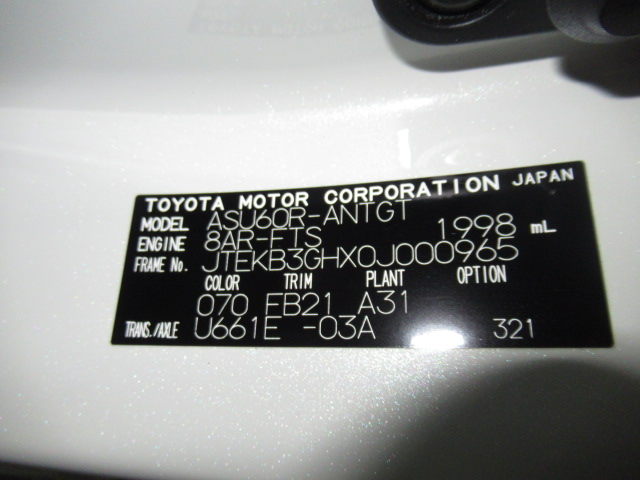 TOYOTA MOTOR CORPORATION JAPAN
MODEL ASU60R-ANTGT
ENGINE 8AR-FTS 1998 mL
FRAME No. JTEKB3GHX0J000965
COLOR TRIM PLANT OPTION
070 FB21 A31
TRANS./AXLE U661E -03A 321